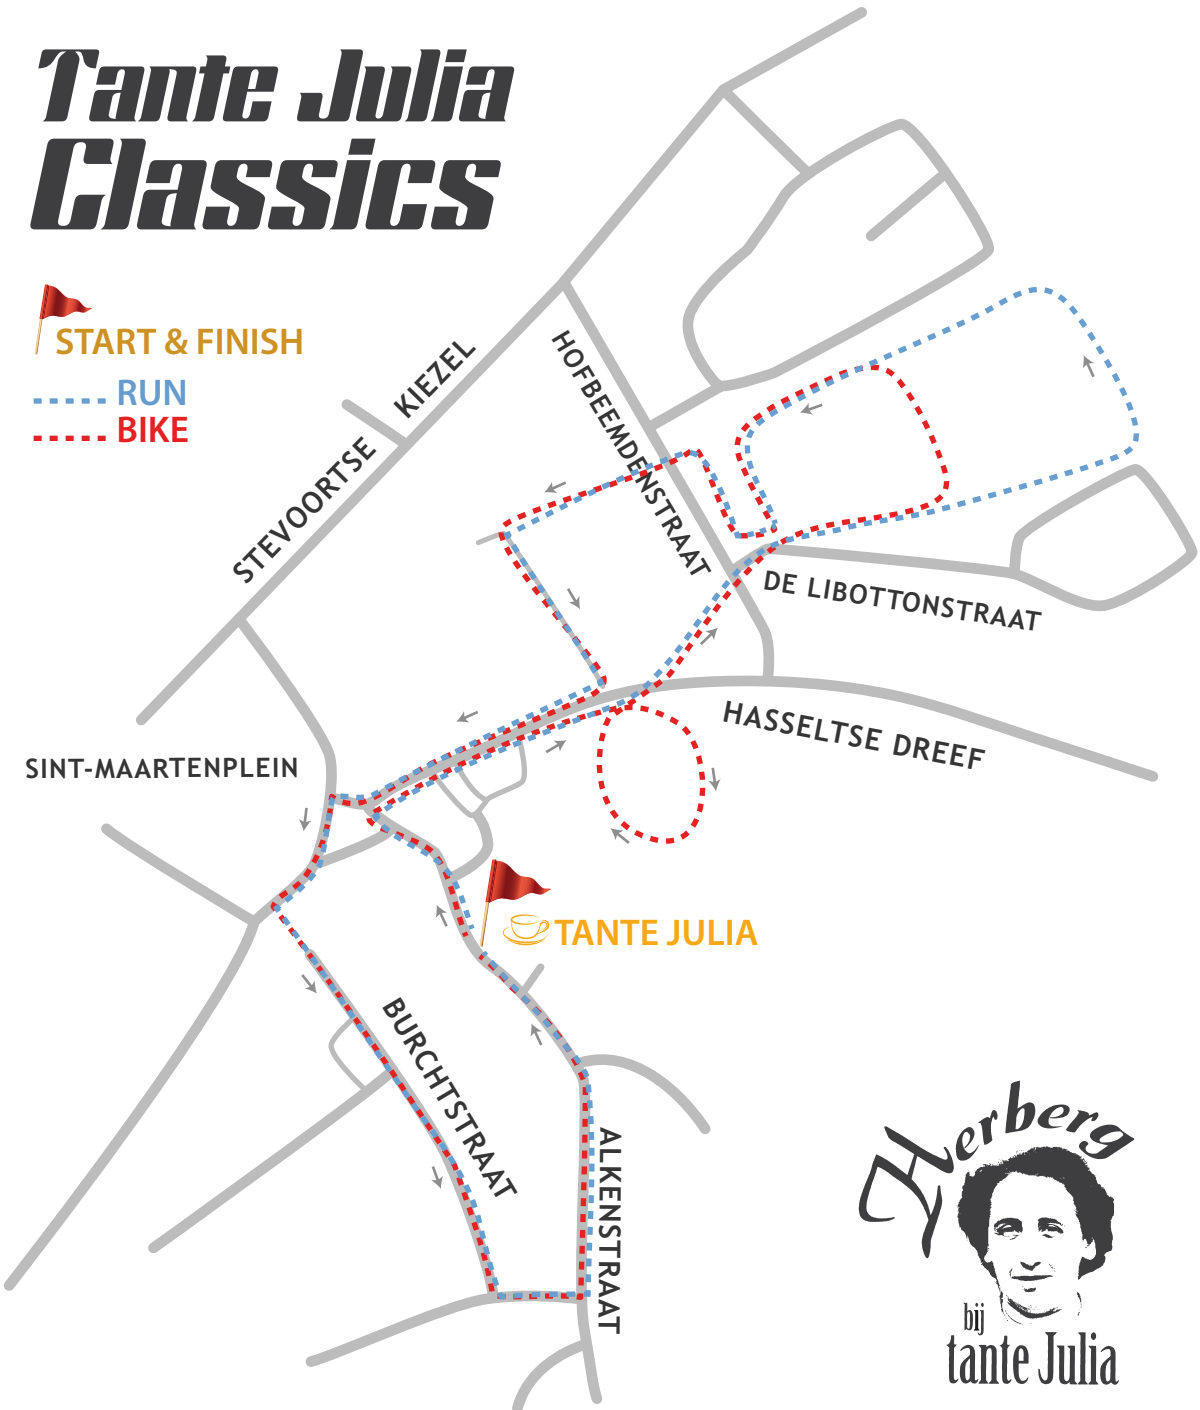 Tante Julia
Classics
START & FINISH
RUN
BIKE
STEVOORTSE KIEZEL
HOFBEEMDENSTRAAT
DE LIBOTTONSTRAAT
HASSELTSE DREEF
SINT-MAARTENPLEIN
TANTE JULIA
BURCHTSTRAAT
ALKENSTRAAT
Herberg
bij
tante Julia